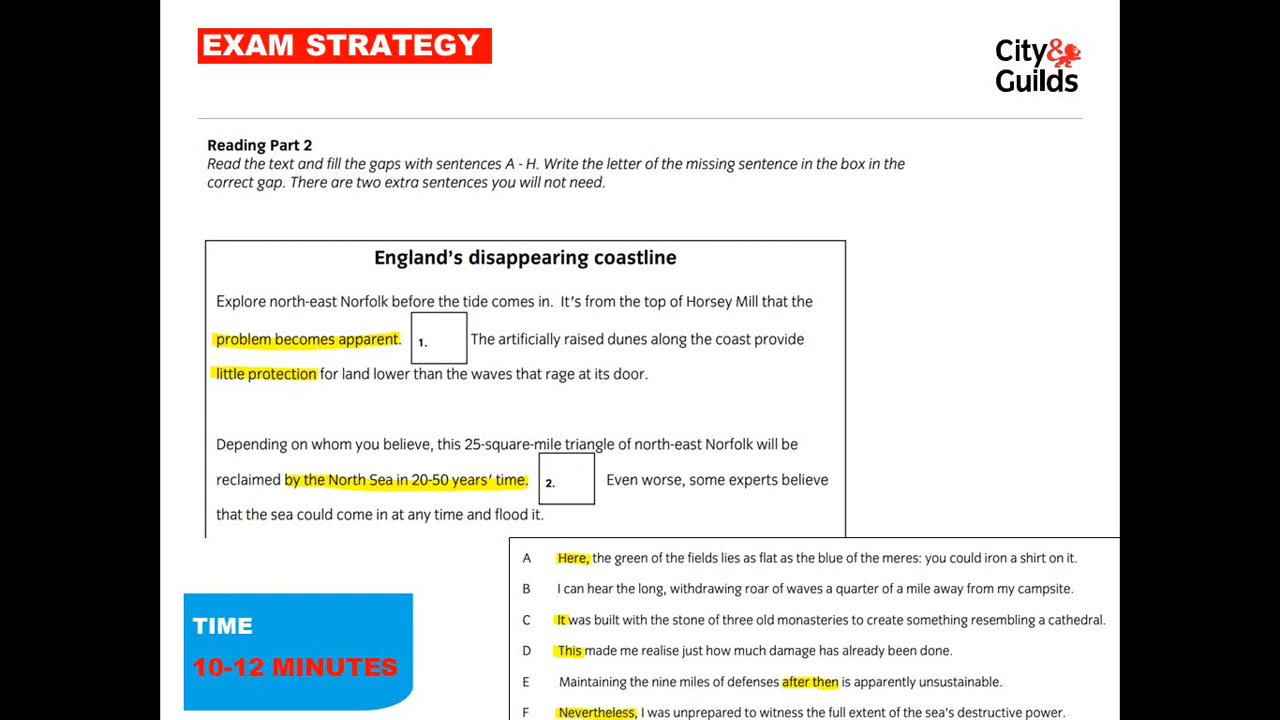 EXAM STRATEGY
City&
Guilds
Reading Part 2
Read the text and fill the gaps with sentences A - H. Write the letter of the missing sentence in the box in the
correct gap. There are two extra sentences you will not need.
England's disappearing coastline
Explore north-east Norfolk before the tide comes in. It's from the top of Horsey Mill that the
problem becomes apparent. 1. The artificially raised dunes along the coast provide
little protection for land lower than the waves that rage at its door.
Depending on whom you believe, this 25-square-mile triangle of north-east Norfolk will be
reclaimed by the North Sea in 20-50 years' time. 2. Even worse, some experts believe
that the sea could come in at any time and flood it.
A Here, the green of the fields lies as flat as the blue of the meres: you could iron a shirt on it.
B I can hear the long, withdrawing roar of waves a quarter of a mile away from my campsite.
C It was built with the stone of three old monasteries to create something resembling a cathedral.
D This made me realise just how much damage has already been done.
E Maintaining the nine miles of defenses after then is apparently unsustainable.
F Nevertheless, I was unprepared to witness the full extent of the sea's destructive power.
TIME
10-12 MINUTES